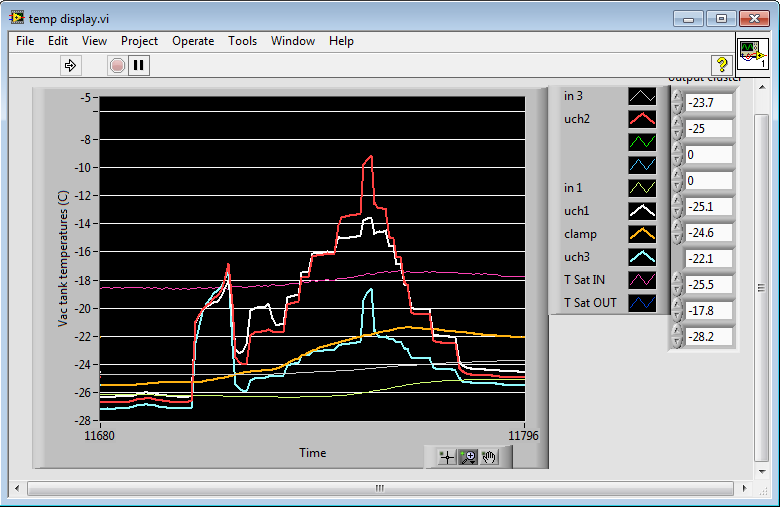 temp display.vi
File Edit View Project Operate Tools Window Help
?
1
output cluster
Vac tank temperatures (C)
-5
-8
-10
-12
-14
-16
-18
-20
-22
-24
-26
-28
11680
11796
Time
in 3
uch2
in 1
uch1
clamp
uch3
T Sat IN
T Sat OUT
-23.7
-25
0
0
-25.1
-24.6
-22.1
-25.5
-17.8
-28.2